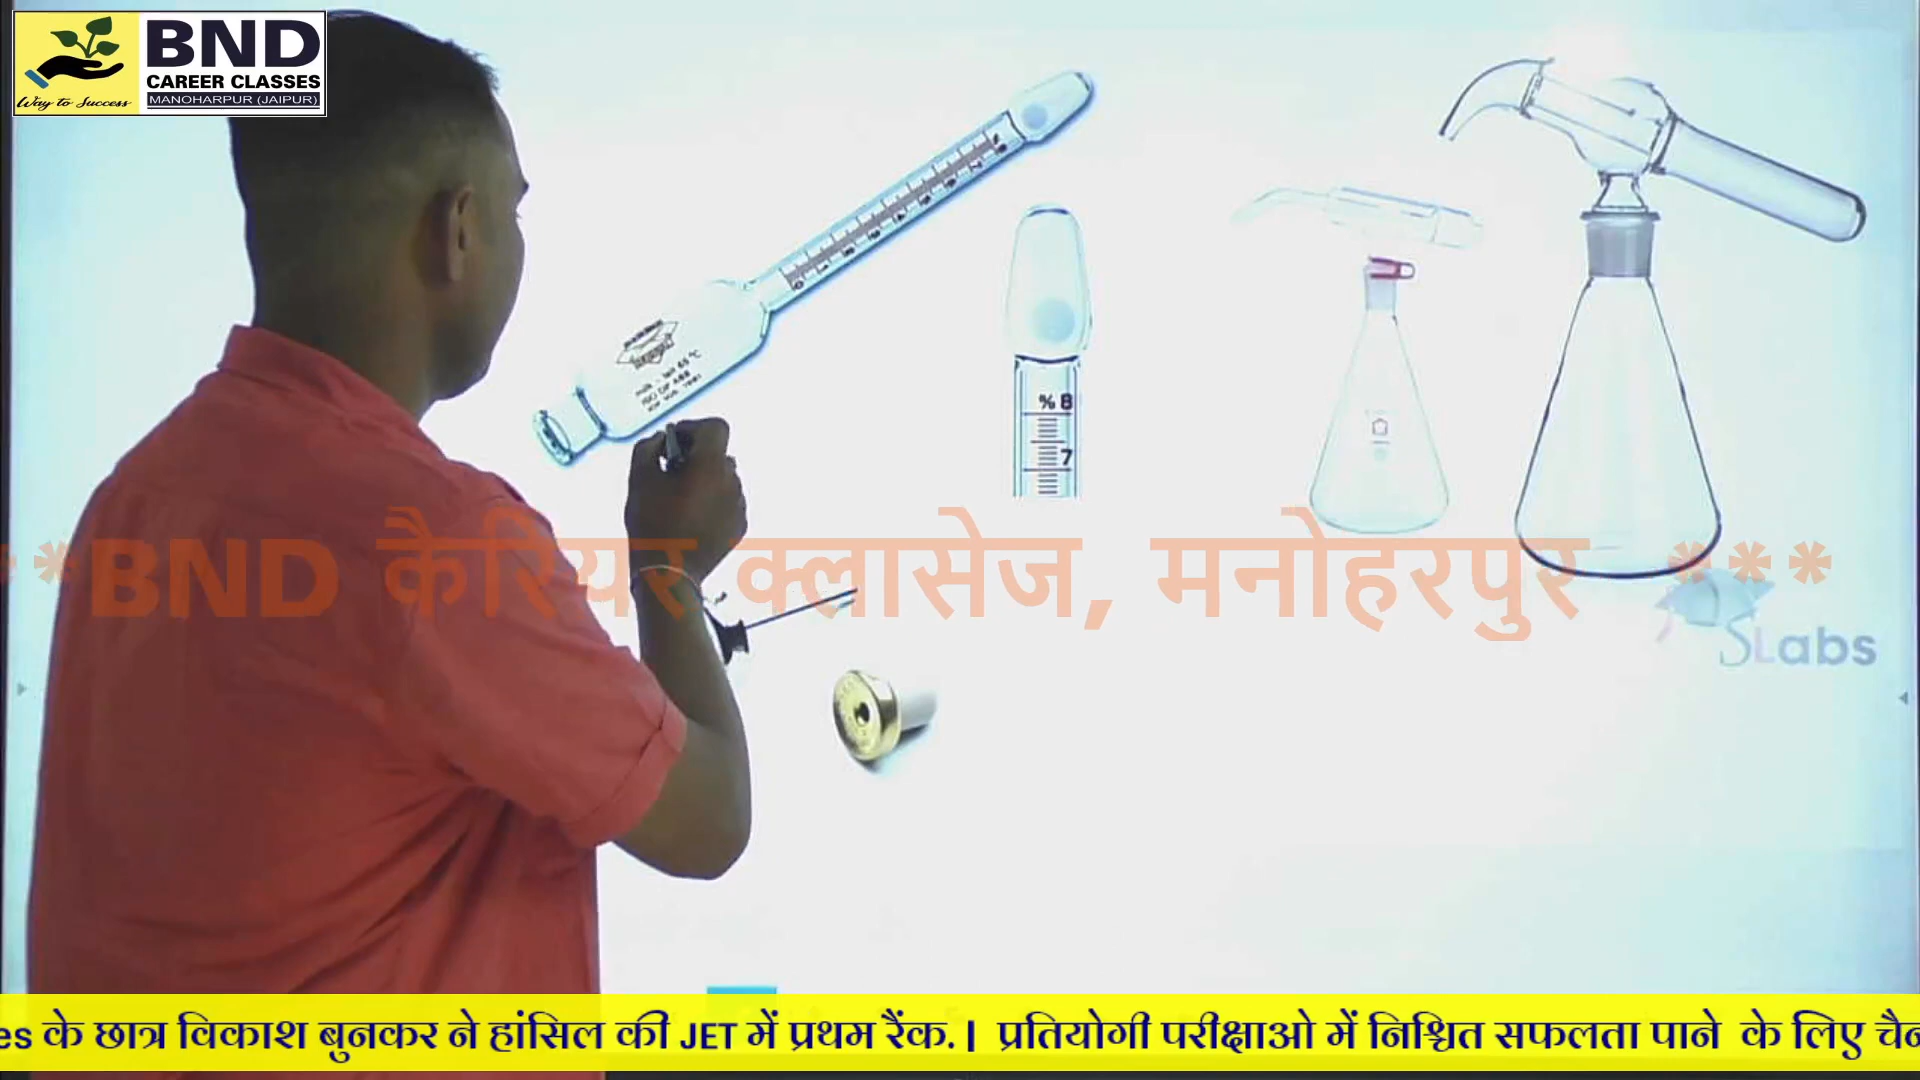 BND
CAREER CLASSES
MANOHARPUR (JAIPUR)
Way to Success
% 8
7
**BND कैरियर क्लासेज, मनोहरपुर ***
SLabs
es के छात्र विकाश बुनकर ने हांसिल की JET में प्रथम रैंक. | प्रतियोगी परीक्षाओ में निश्चित सफलता पाने के लिए